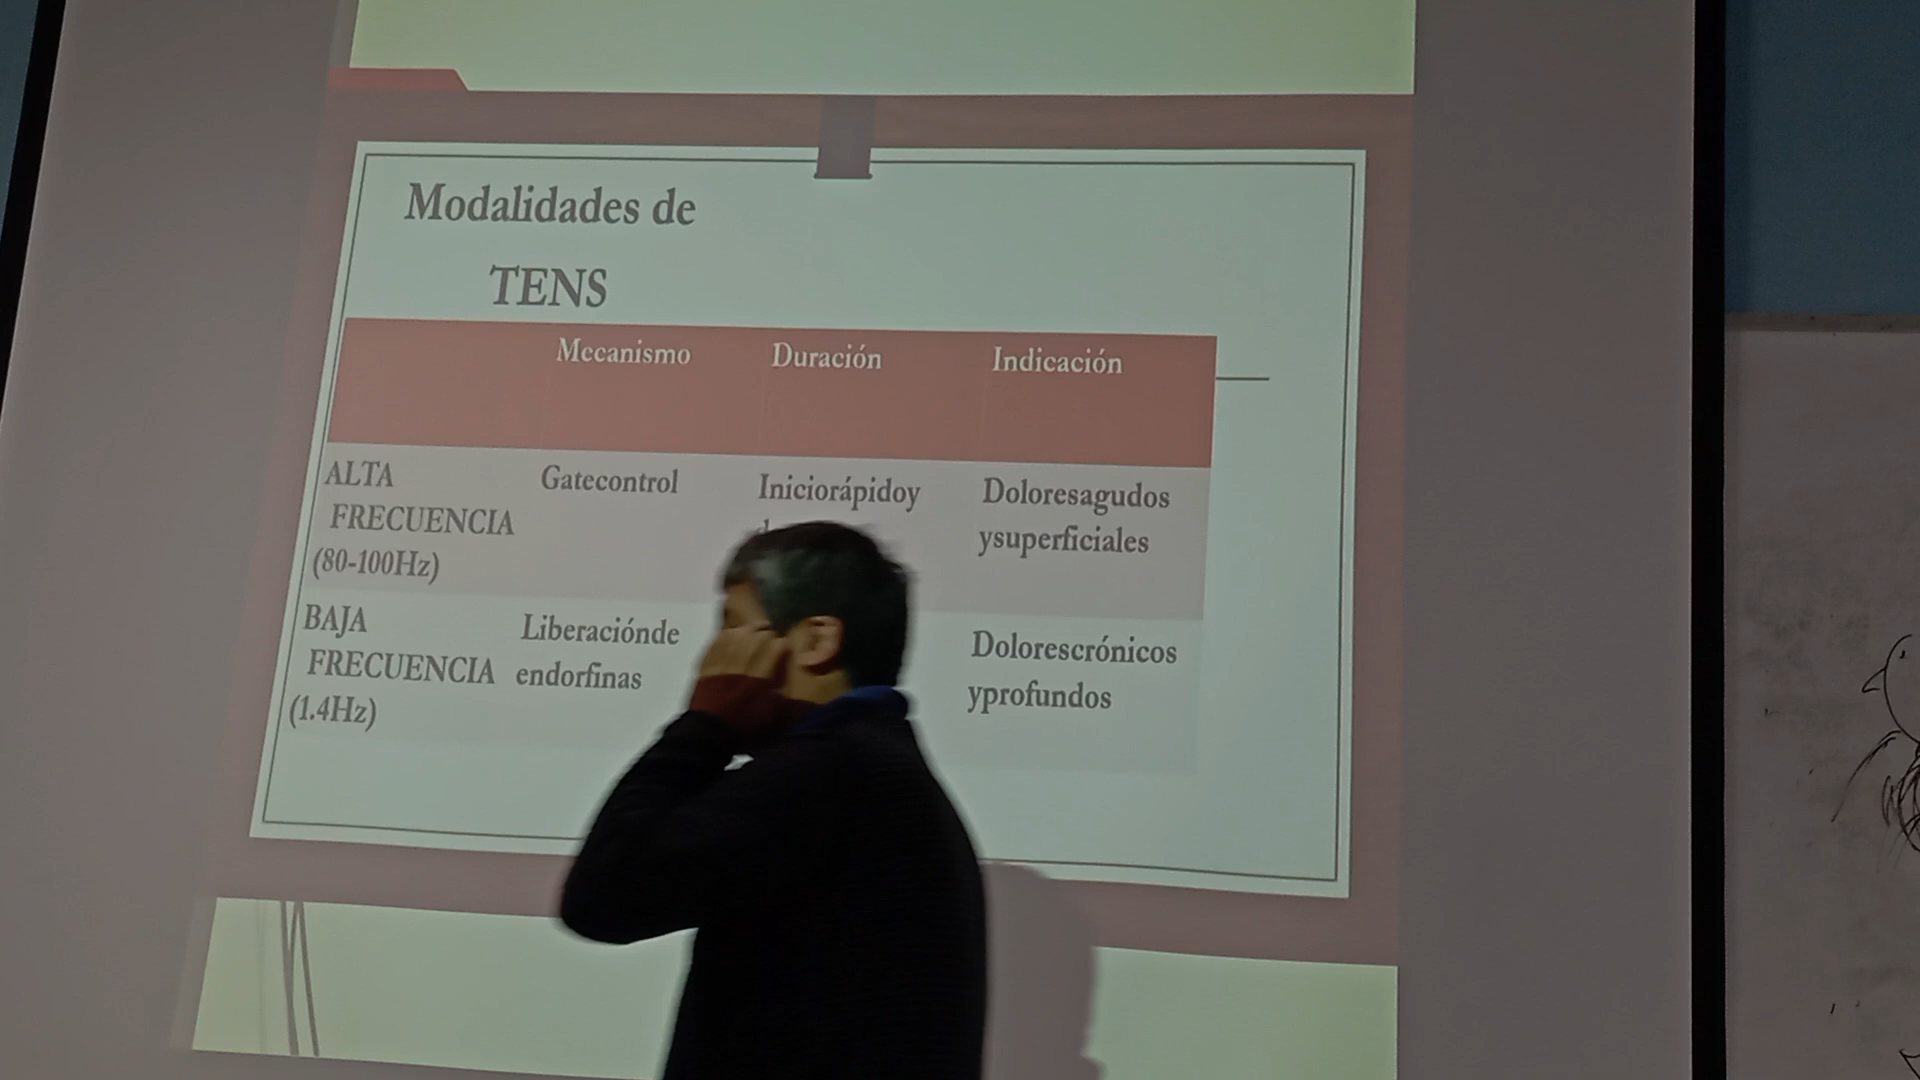 Modalidades de
TENS
Mecanismo Duración Indicación
ALTA
FRECUENCIA
(80-100Hz)
Gatecontrol
Iniciorápidoy
Doloresagudos
ysuperficiales
BAJA
FRECUENCIA
(1.4Hz)
Liberaciónde
endorfinas
Dolorescrónicos
yprofundos